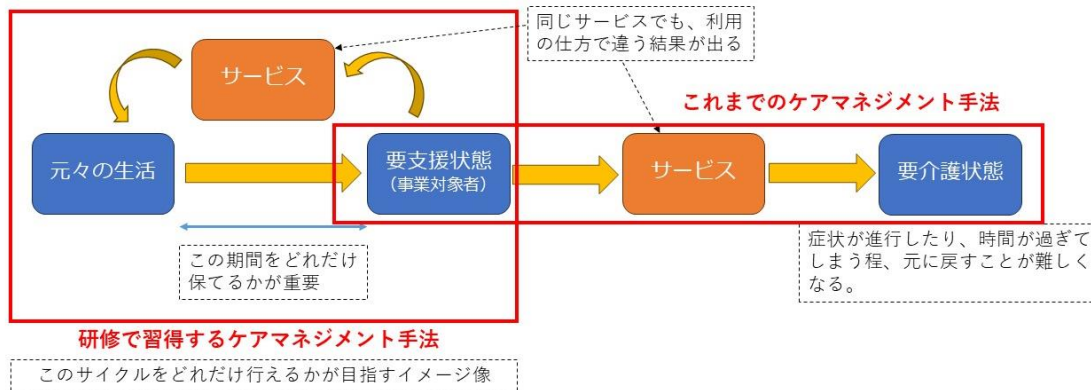 同じサービスでも、利用
の仕方で違う結果が出る
サービス
これまでのケアマネジメント手法
元々の生活
要支援状態
（事業対象者）
サービス
要介護状態
この期間をどれだけ
保てるかが重要
症状が進行したり、時間が過ぎて
しまう程、元に戻すことが難しく
なる。
研修で習得するケアマネジメント手法
このサイクルをどれだけ行えるかが目指すイメージ像